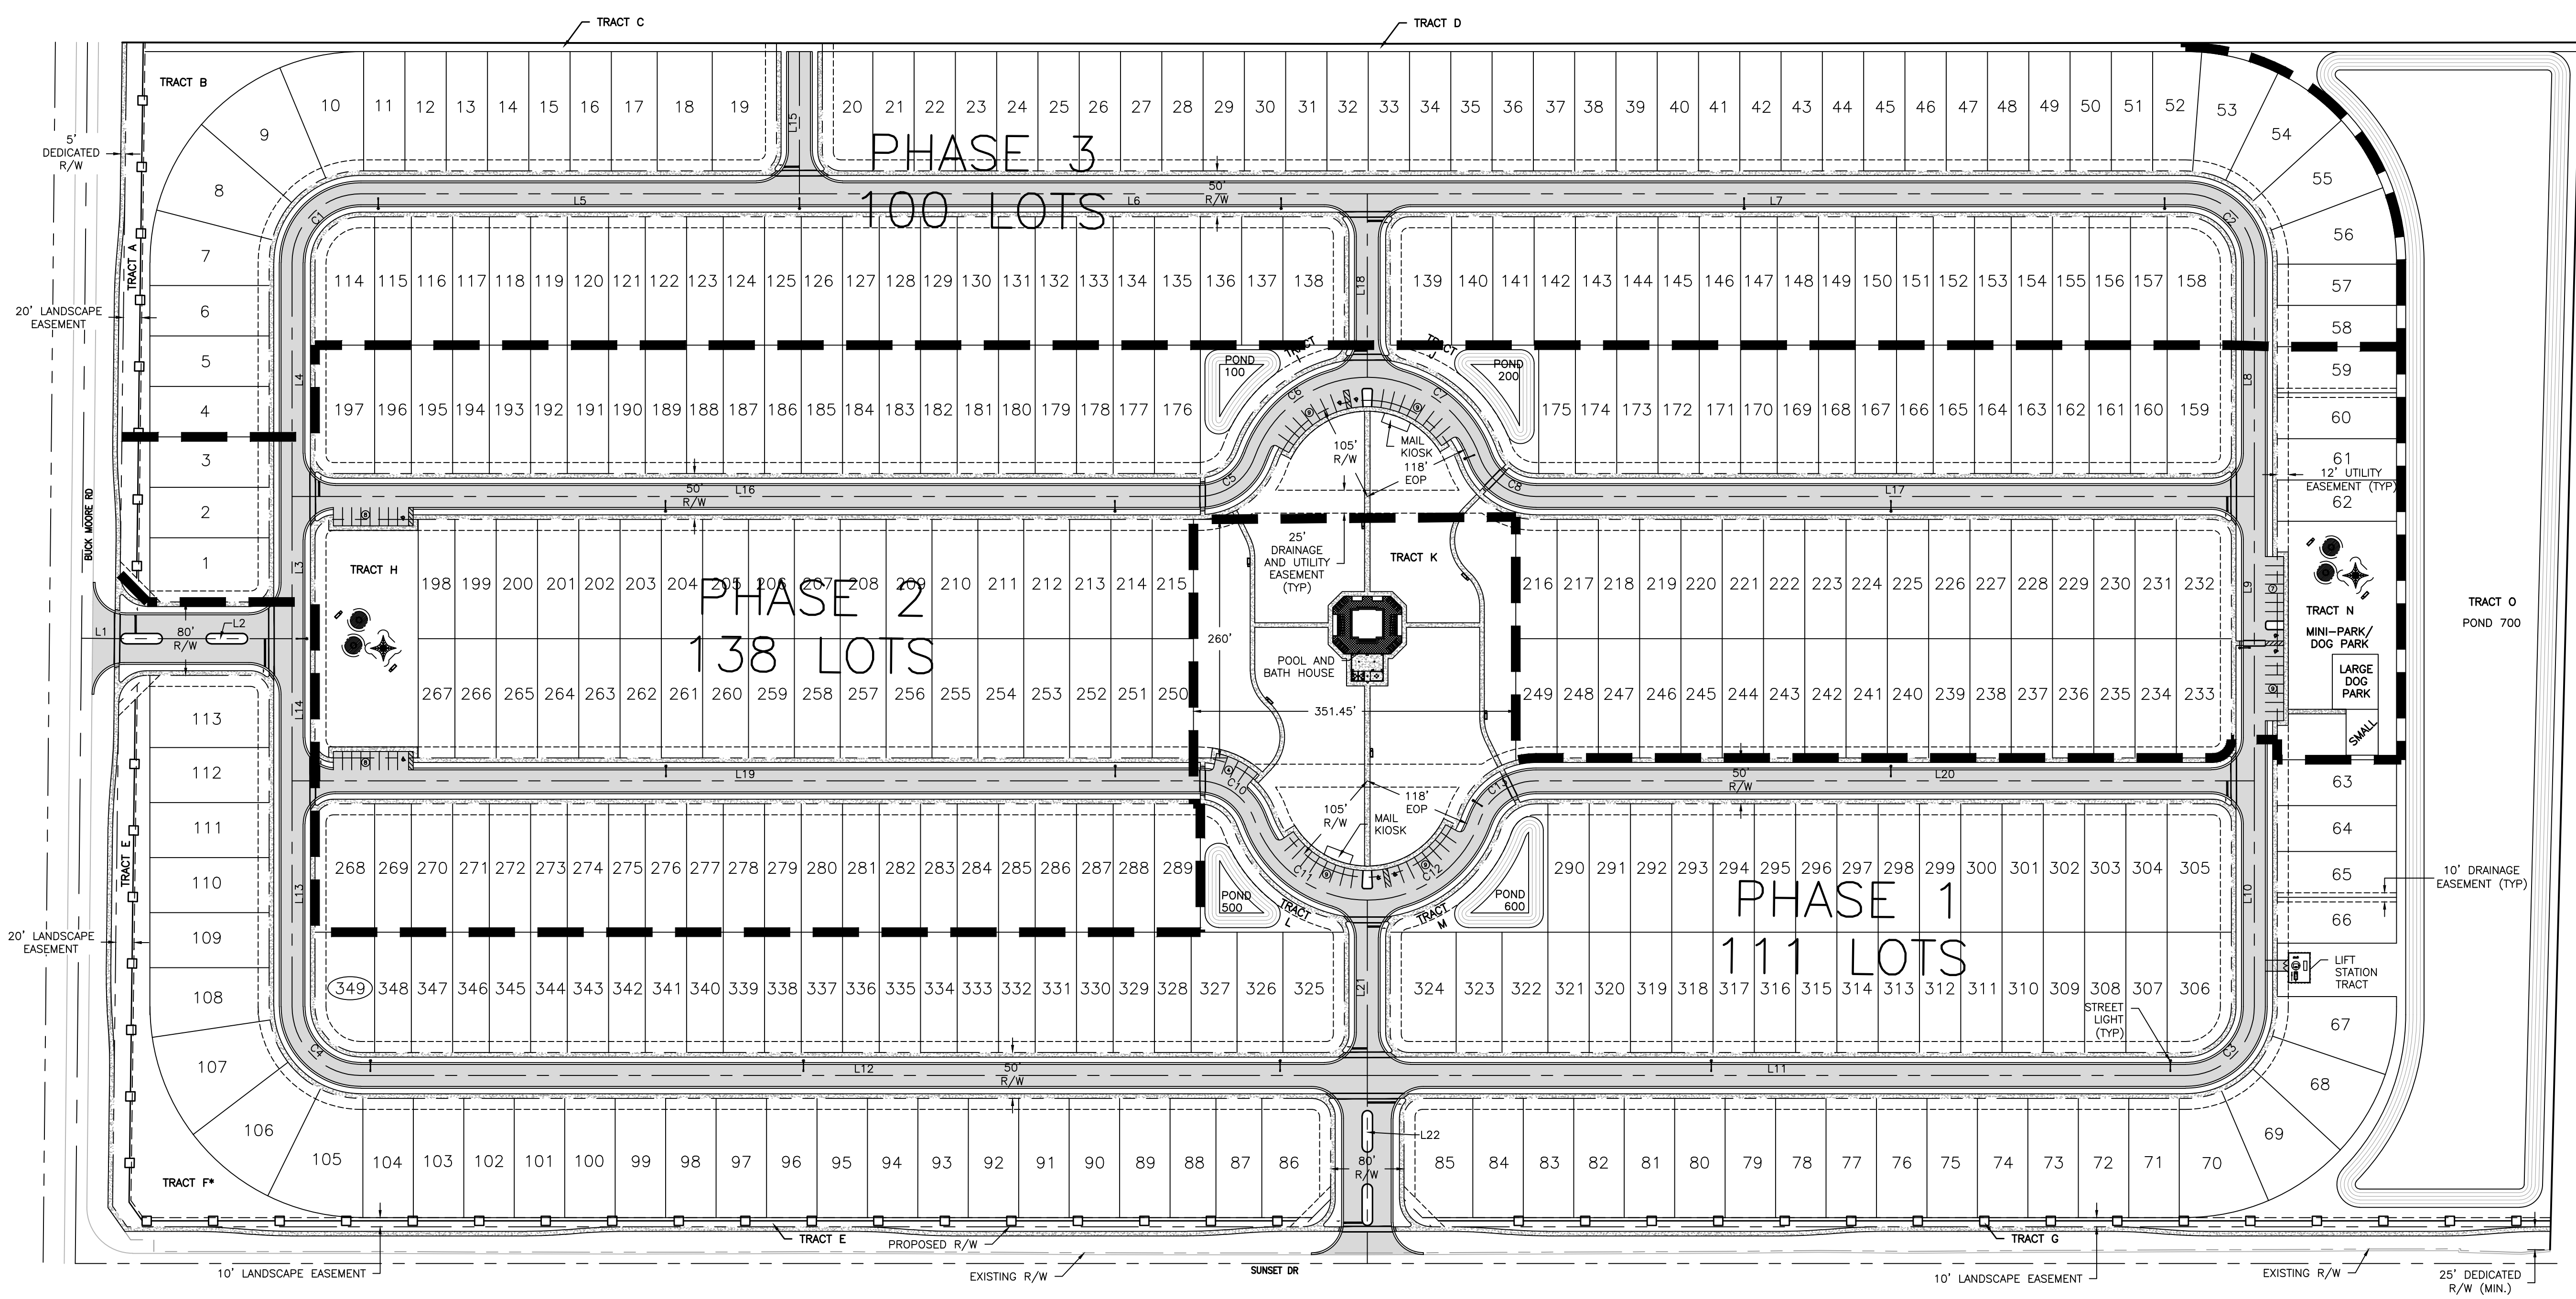 TRACT C
TRACT D
TRACT B
10 11 12 13 14 15 16 17 18 19
20 21 22 23 24 25 26 27 28 29 30 31 32 33 34 35 36 37 38 39 40 41 42 43 44 45 46 47 48 49 50 51 52 53
54
55
56
57
58
59
60
61
62
9
8
7
6
5
4
3
2
1
5'
DEDICATED
R/W
L15
PHASE 3
100 LOTS
C1
L5
L6
50'
R/W
L7
C2
TRACT A
20' LANDSCAPE
EASEMENT
L4
L18
L8
114 115 116 117 118 119 120 121 122 123 124 125 126 127 128 129 130 131 132 133 134 135 136 137 138
139 140 141 142 143 144 145 146 147 148 149 150 151 152 153 154 155 156 157 158
197 196 195 194 193 192 191 190 189 188 187 186 185 184 183 182 181 180 179 178 177 176
175 174 173 172 171 170 169 168 167 166 165 164 163 162 161 160 159
POND
100
TRACT
I
TRACT
J
POND
200
C6
C7
C5
C8
105'
R/W
MAIL
KIOSK
118'
EOP
12' UTILITY
EASEMENT (TYP)
50'
R/W
L16
L17
BUCK MOORE RD
L3
TRACT H
198 199 200 201 202 203 204 205 206 207 208 209 210 211 212 213 214 215
216 217 218 219 220 221 222 223 224 225 226 227 228 229 230 231 232
PHASE 2
138 LOTS
25'
DRAINAGE
AND UTILITY
EASEMENT
(TYP)
TRACT K
260'
POOL AND
BATH HOUSE
351.45'
L9
TRACT N
MINI-PARK/
DOG PARK
LARGE
DOG
PARK
SMALL
TRACT O
POND 700
L1
80'
R/W
L2
L14
267 266 265 264 263 262 261 260 259 258 257 256 255 254 253 252 251 250
249 248 247 246 245 244 243 242 241 240 239 238 237 236 235 234 233
113
112
111
110
109
108
107
106
105
L19
50'
R/W
L20
C10
C13
105'
R/W
MAIL
KIOSK
118'
EOP
C11
C12
TRACT E
20' LANDSCAPE
EASEMENT
L13
268 269 270 271 272 273 274 275 276 277 278 279 280 281 282 283 284 285 286 287 288 289
290 291 292 293 294 295 296 297 298 299 300 301 302 303 304 305
POND
500
TRACT
L
TRACT
M
POND
600
PHASE 1
111 LOTS
L10
63
64
65
66
67
68
69
10' DRAINAGE
EASEMENT (TYP)
LIFT
STATION
TRACT
349 348 347 346 345 344 343 342 341 340 339 338 337 336 335 334 333 332 331 330 329 328 327 326 325
324 323 322 321 320 319 318 317 316 315 314 313 312 311 310 309 308 307 306
L21
STREET
LIGHT
(TYP)
C4
L12
50'
R/W
L11
C3
104 103 102 101 100 99 98 97 96 95 94 93 92 91 90 89 88 87 86
85 84 83 82 81 80 79 78 77 76 75 74 73 72 71 70
L22
80'
R/W
TRACT F*
TRACT E
PROPOSED R/W
TRACT G
10' LANDSCAPE EASEMENT
EXISTING R/W
SUNSET DR
10' LANDSCAPE EASEMENT
EXISTING R/W
25' DEDICATED
R/W (MIN.)